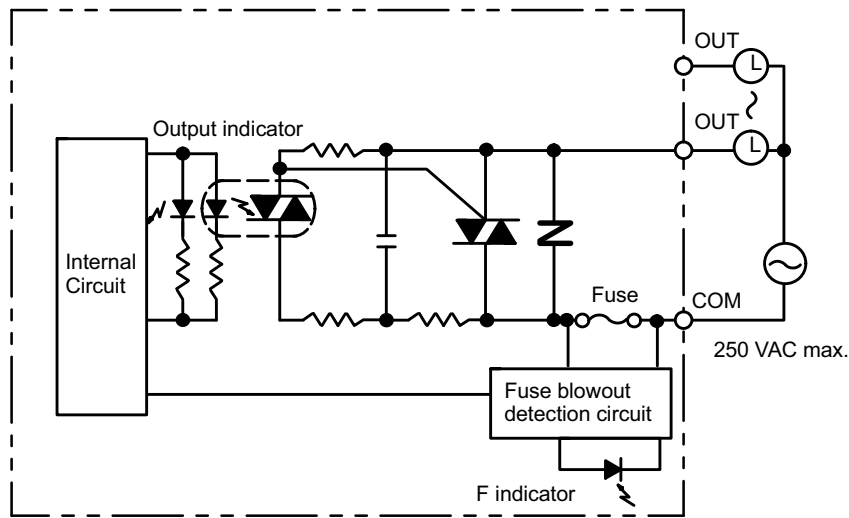 OUT
L
Output indicator
OUT
L
Internal
Circuit
Fuse
COM
250 VAC max.
Fuse blowout
detection circuit
F indicator